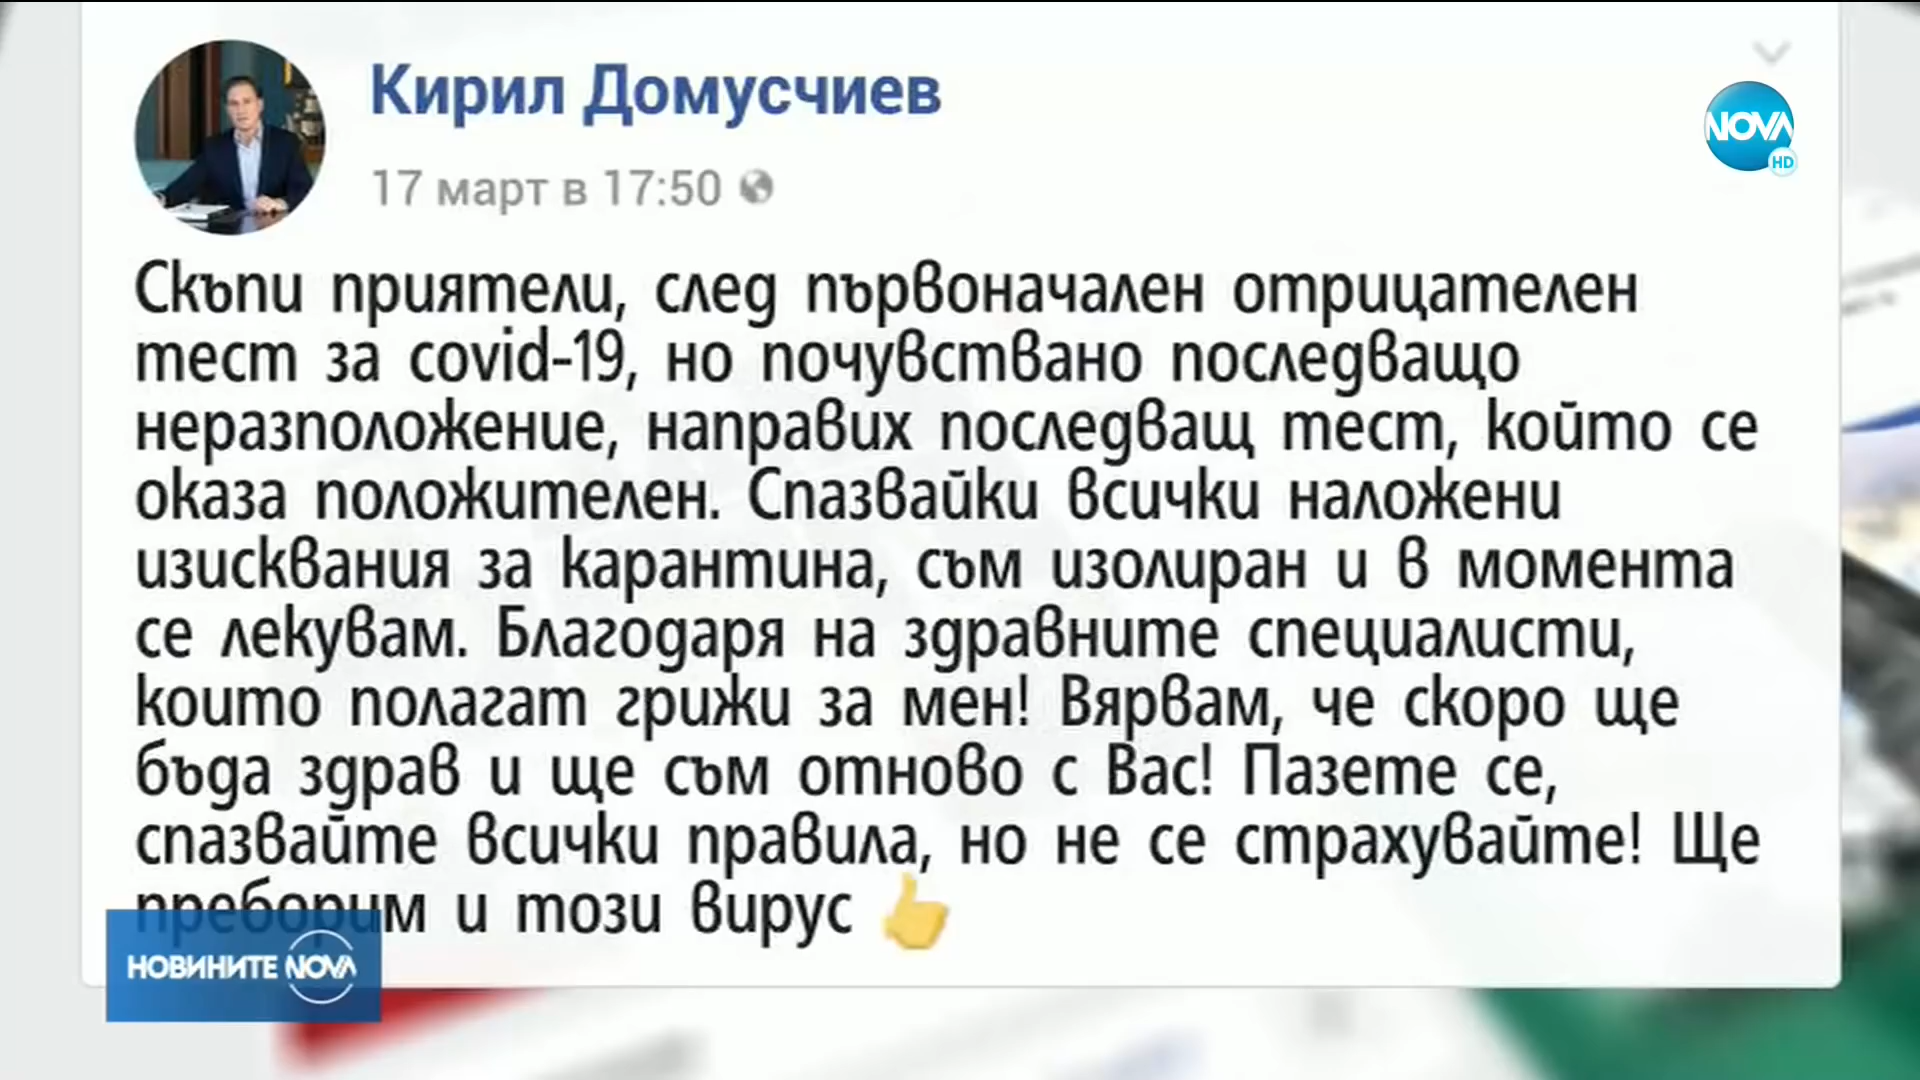 Кирил Домусчиев
17 март в 17:50
NOVA
HD
Скъпи приятели, след първоначален отрицателен
тест за covid-19, но почувствано последващо
неразположение, направих последващ тест, който се
оказа положителен. Спазвайки всички наложени
изисквания за карантина, съм изолиран и в момента
се лекувам. Благодаря на здравните специалисти,
които полагат грижи за мен! Вярвам, че скоро ще
бъда здрав и ще съм отново с Вас! Пазете се,
спазвайте всички правила, но не се страхувайте! Ще
преборим и този вирус
НОВИНИТЕ NOVA